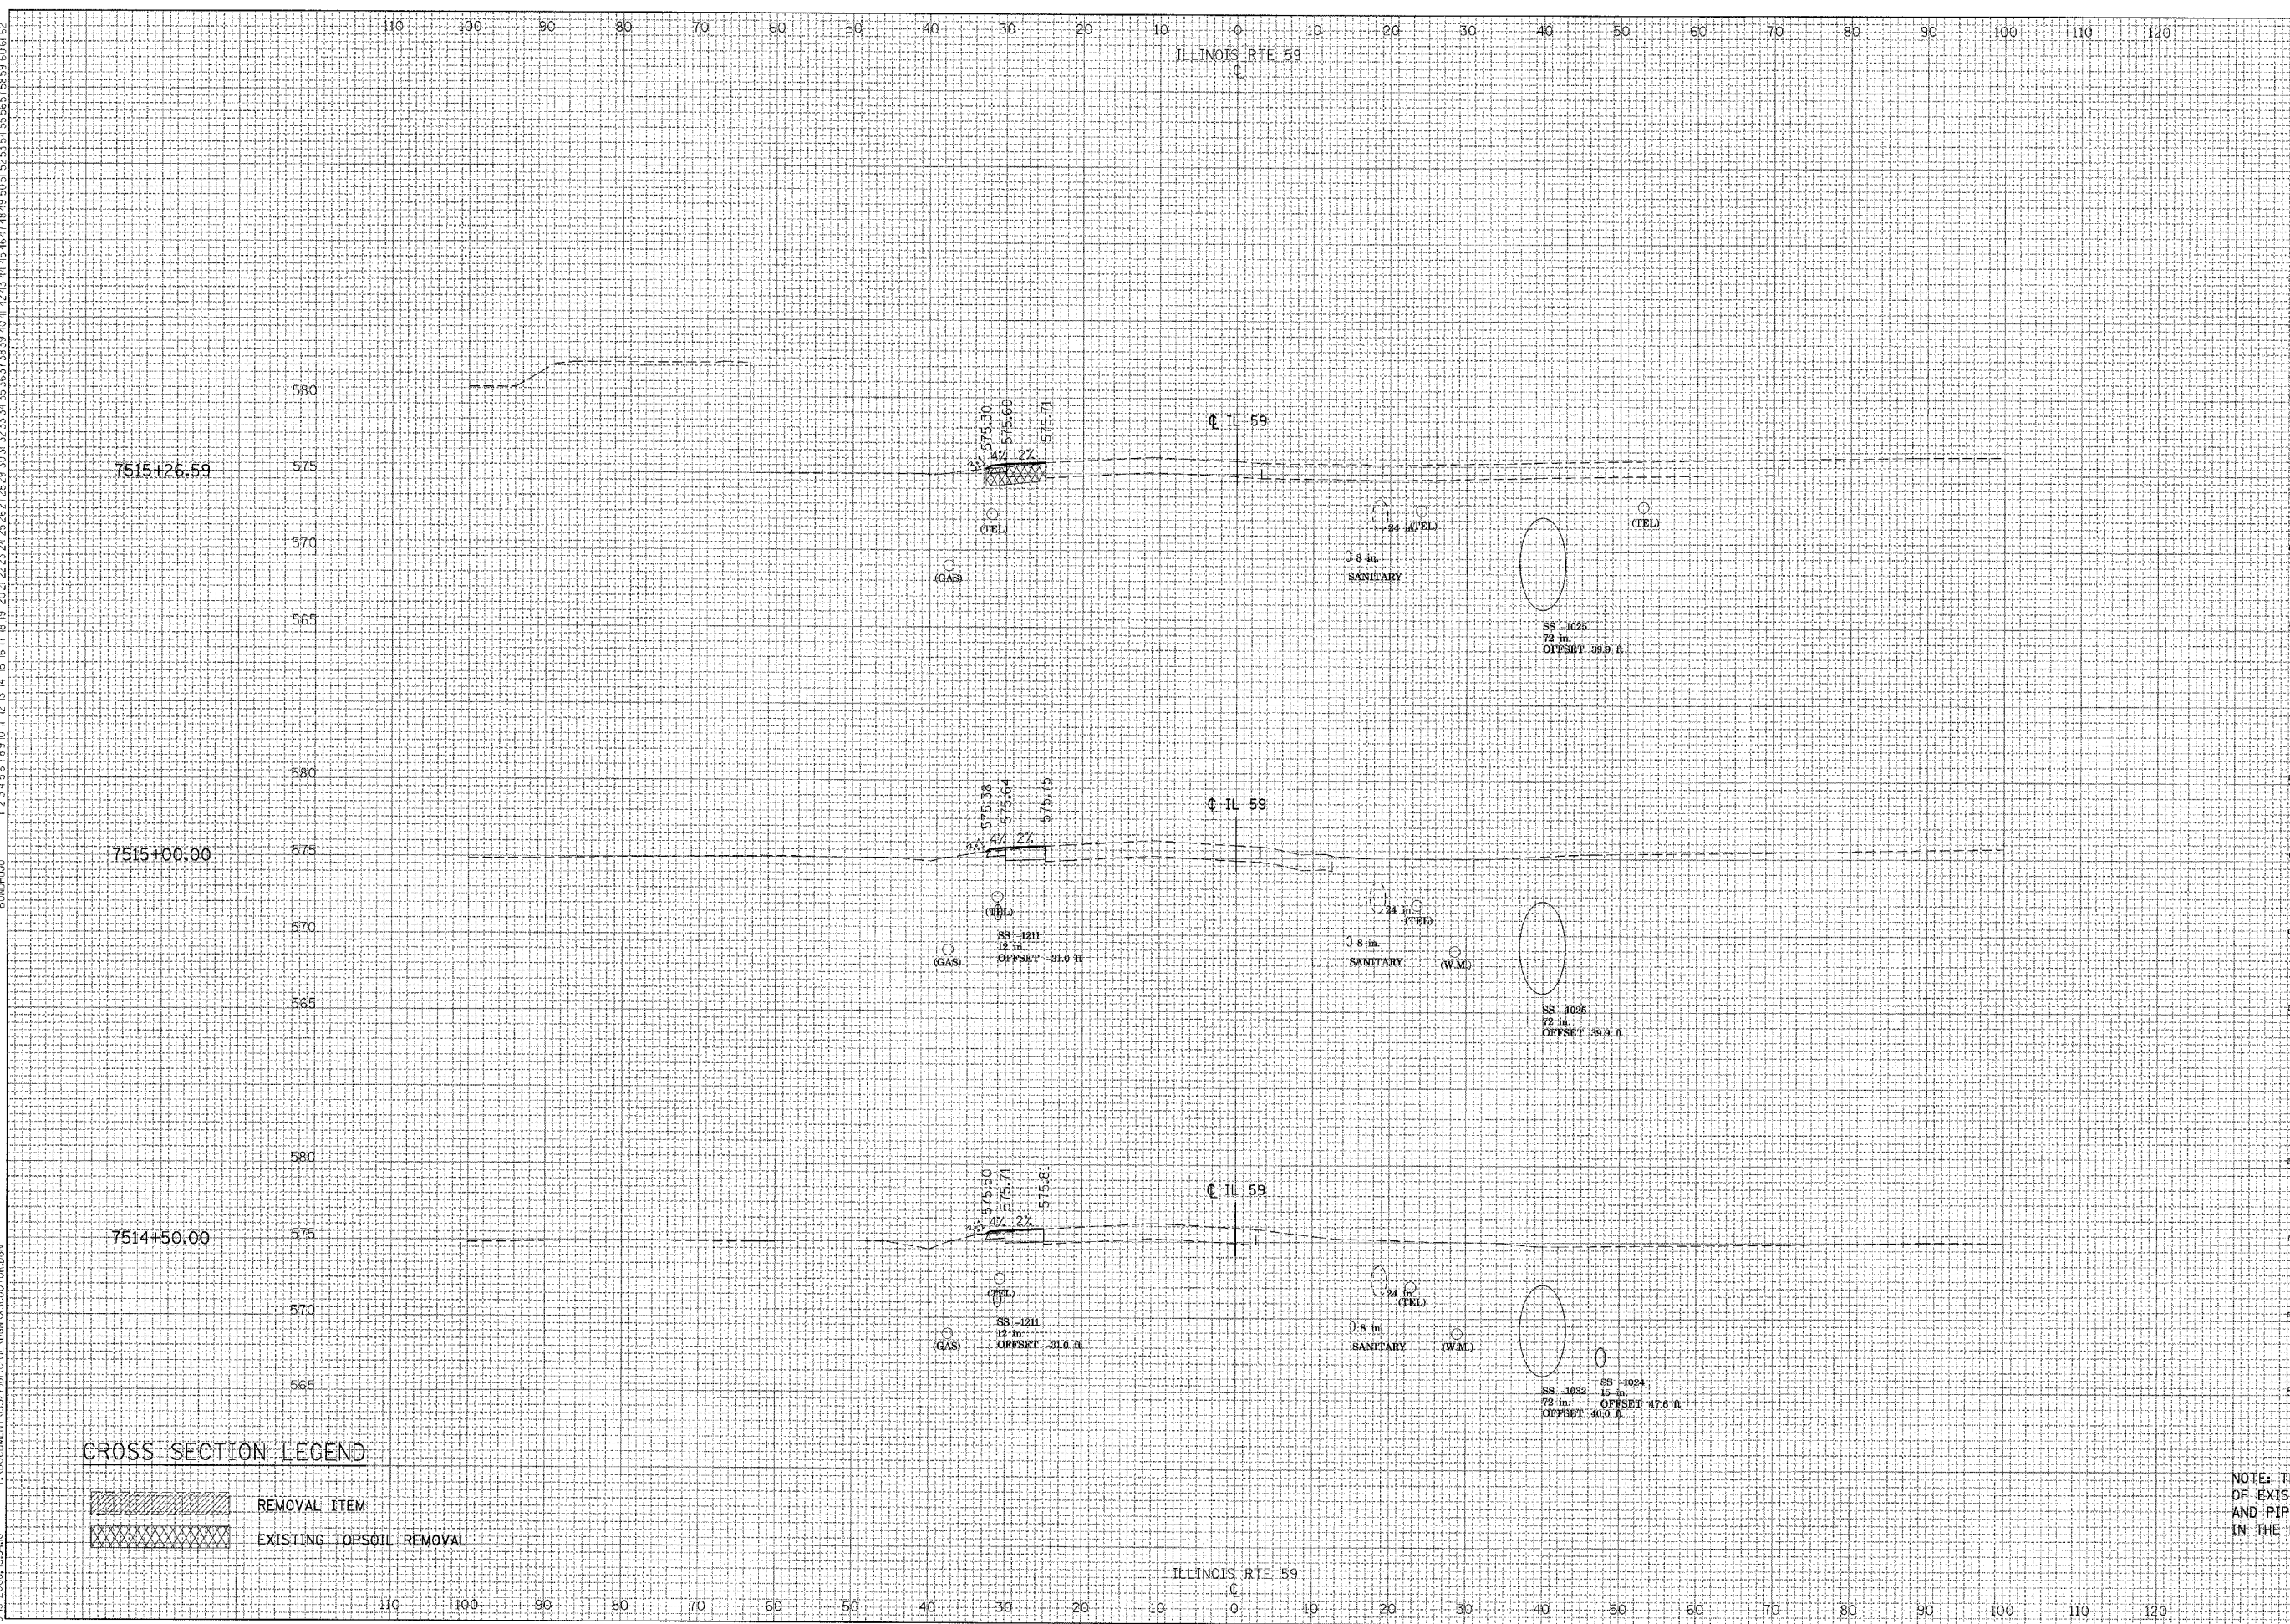 110 100 90 80 70 60 50 40 30 20 10 0 10 20 30 40 50 60 70 80 90 100 110 120
ILLINOIS RTE 59
℄
580
575.30
575.60
575.71
℄ IL 59
7515+26.59
575
3:1 4% 2%
(TEL)
24 in.
(TEL)
(TEL)
570
8 in.
SANITARY
(GAS)
565
SS -1025
72 in.
OFFSET 39.9 ft
580
575.38
575.64
575.75
℄ IL 59
7515+00.00
575
3:1 4% 2%
(TEL)
24 in.
(TEL)
570
SS -1211
12 in.
OFFSET -31.0 ft
8 in.
SANITARY
(GAS)
(W.M.)
565
SS -1025
72 in.
OFFSET 39.9 ft
580
575.50
575.71
575.81
℄ IL 59
7514+50.00
575
3:1 4% 2%
(TEL)
24 in.
(TEL)
570
SS -1211
12 in.
OFFSET -31.0 ft
8 in.
SANITARY
(GAS)
(W.M.)
565
SS -1032
72 in.
OFFSET 40.0 ft
SS -1024
15 in.
OFFSET 47.6 ft
CROSS SECTION LEGEND
REMOVAL ITEM
EXISTING TOPSOIL REMOVAL
NOTE: T
OF EXIS
AND PIP
IN THE
ILLINOIS RTE 59
℄
110 100 90 80 70 60 50 40 30 20 10 0 10 20 30 40 50 60 70 80 90 100 110 120